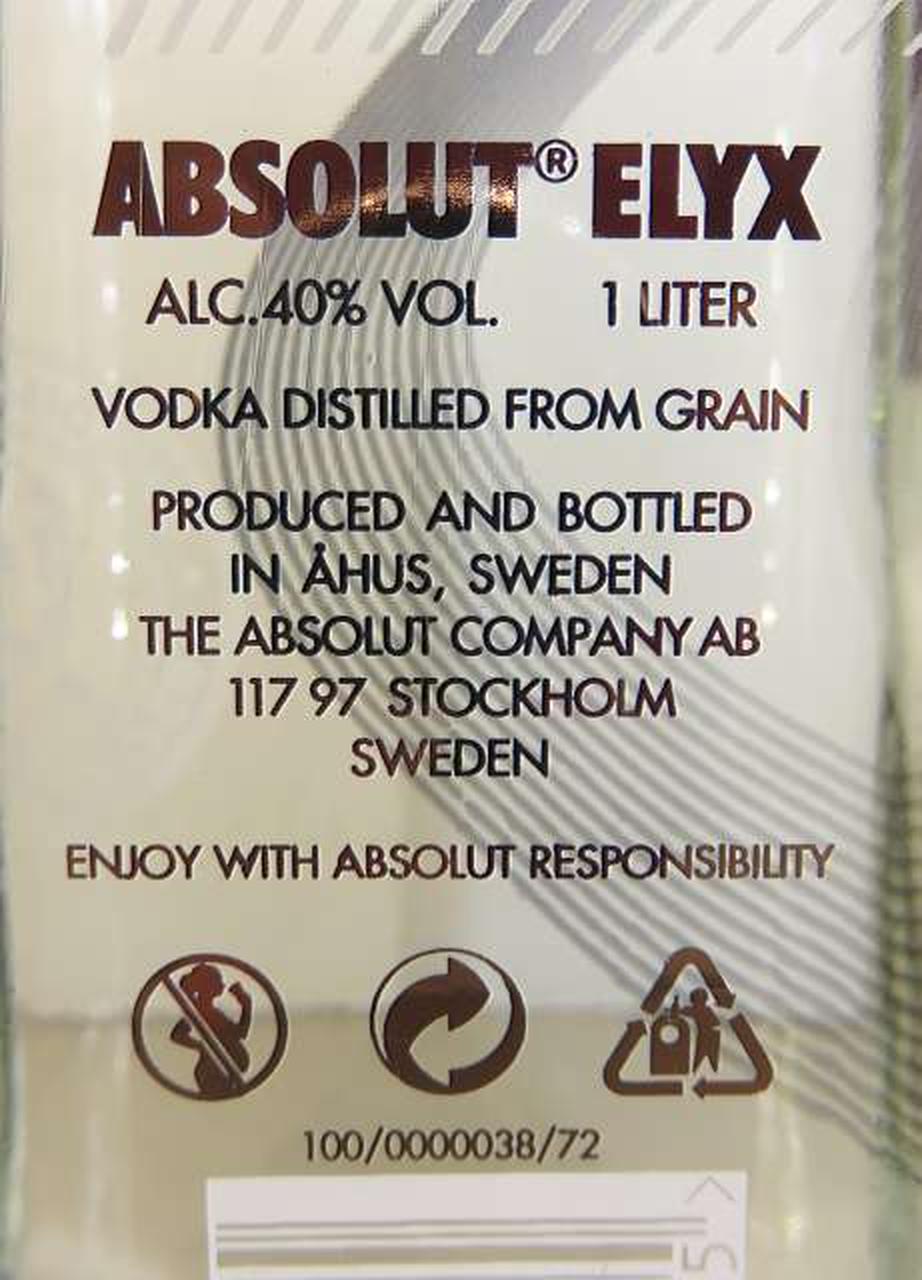 ABSOLUT® ELYX
ALC.40% VOL. 1 LITER
VODKA DISTILLED FROM GRAIN
PRODUCED AND BOTTLED
IN ÅHUS, SWEDEN
THE ABSOLUT COMPANY AB
117 97 STOCKHOLM
SWEDEN
ENJOY WITH ABSOLUT RESPONSIBILITY
100/0000038/72
5 >